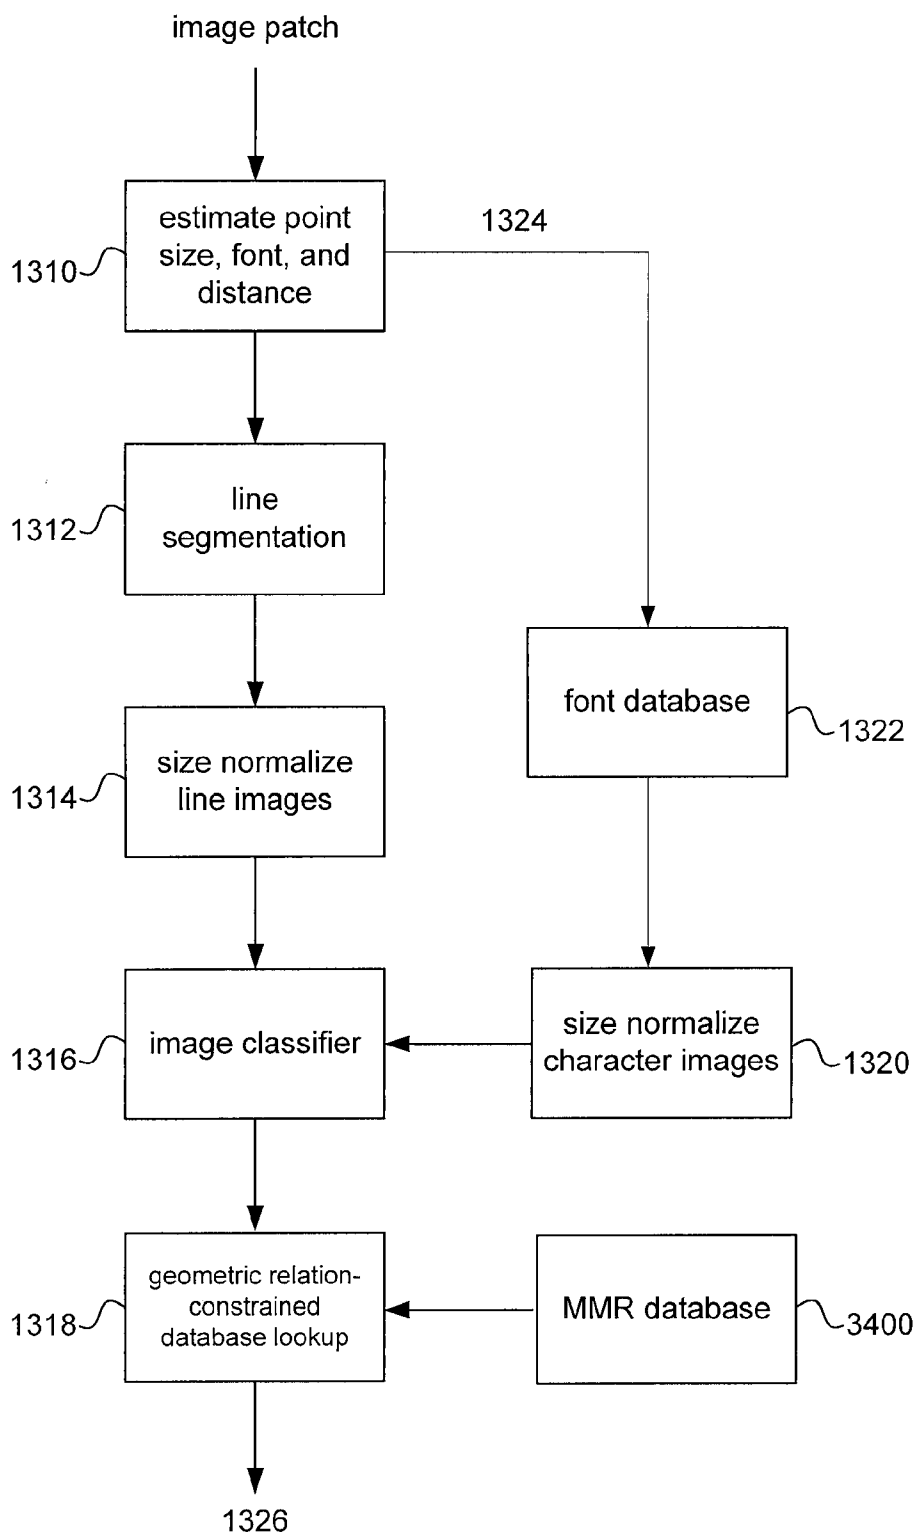 image patch
1324
estimate point
size, font, and
distance
1310
line
segmentation
1312
font database
1322
size normalize
line images
1314
image classifier
1316
size normalize
character images
1320
geometric relation-
constrained
database lookup
1318
MMR database
3400
1326